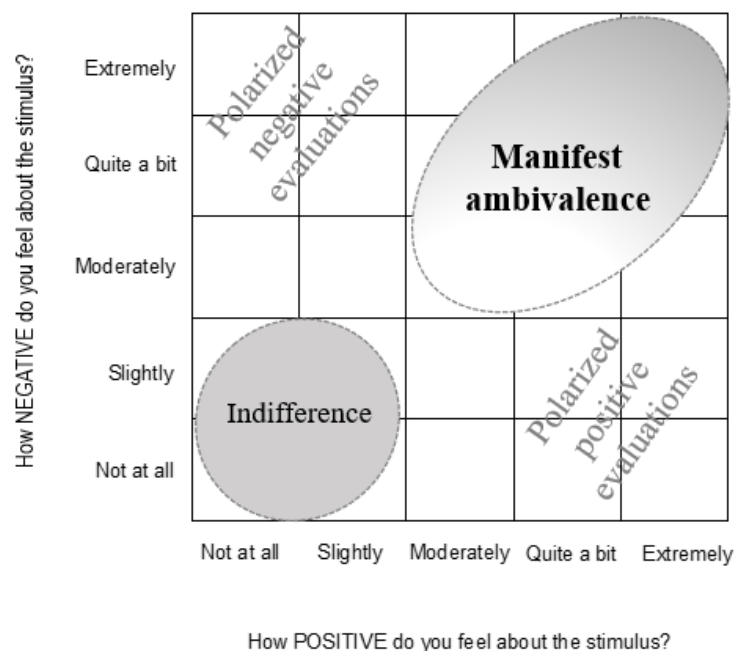 How NEGATIVE do you feel about the stimulus?
Extremely
Quite a bit
Moderately
Slightly
Not at all
Polarized
negative
evaluations
Manifest
ambivalence
Indifference
Polarized
positive
evaluations
Not at all
Slightly
Moderately
Quite a bit
Extremely
How POSITIVE do you feel about the stimulus?